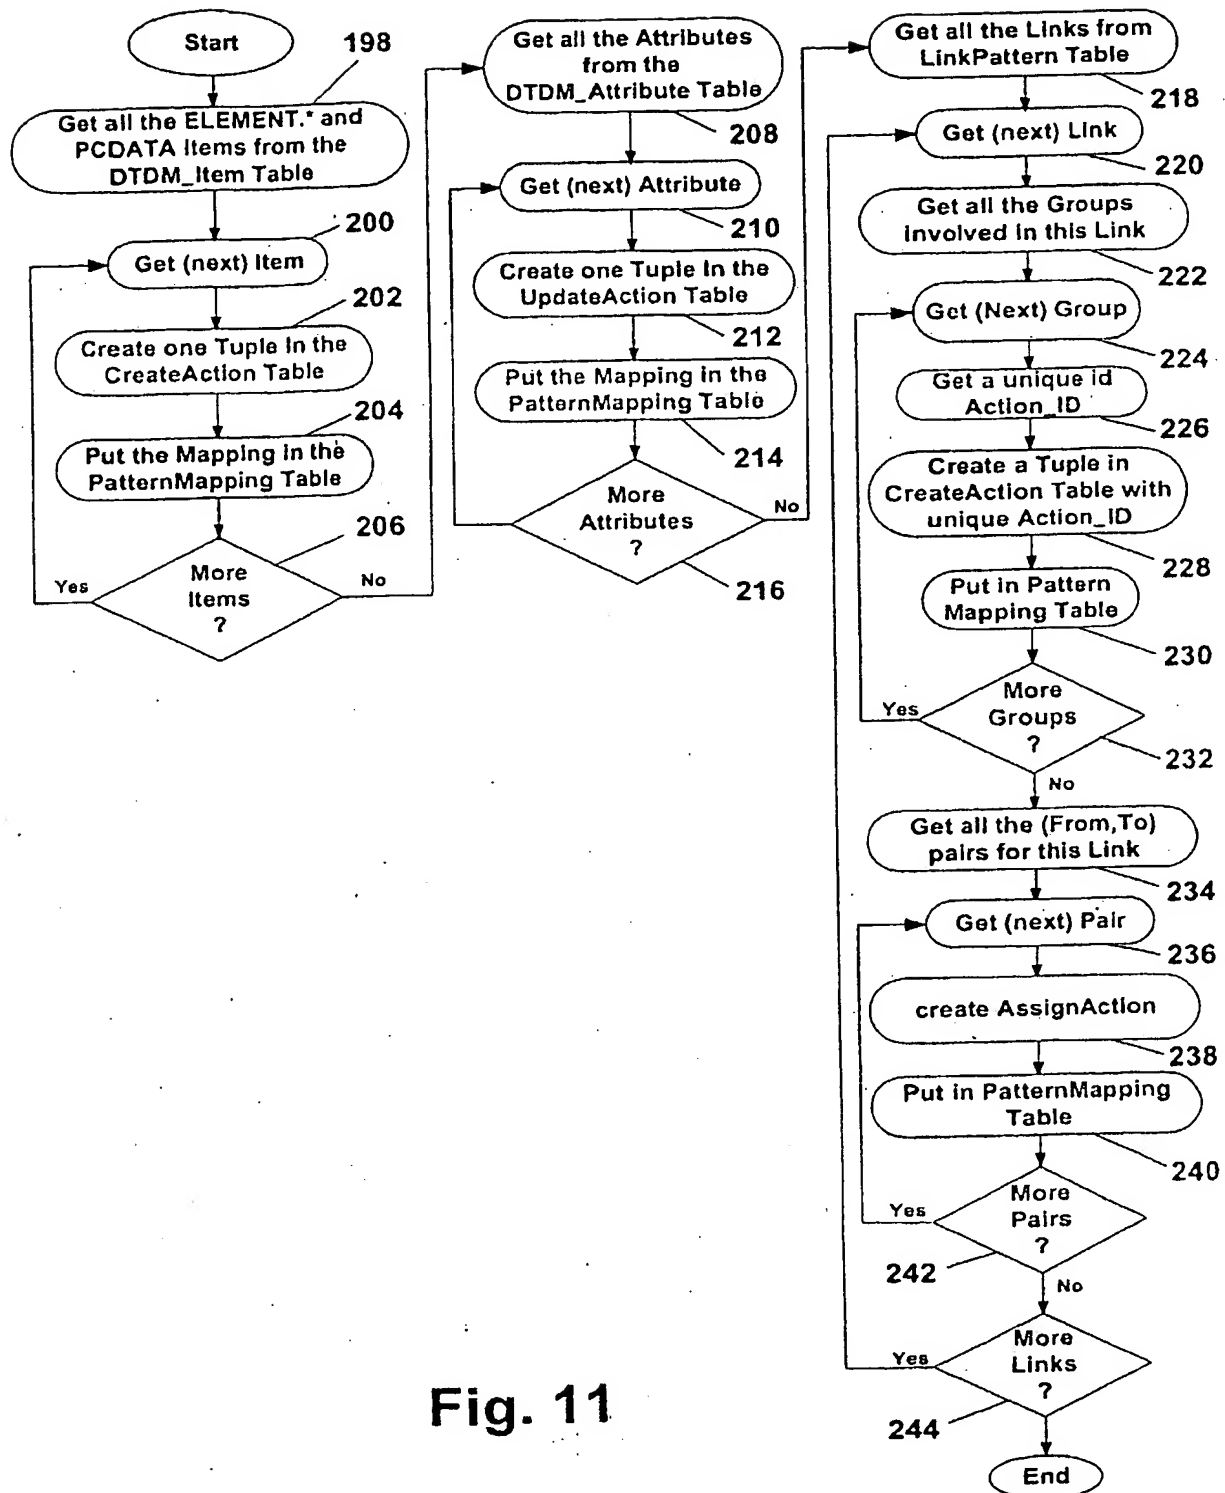 Start
198
Get all the ELEMENT.* and
PCDATA Items from the
DTDM_Item Table
200
Get (next) Item
202
Create one Tuple in the
CreateAction Table
204
Put the Mapping in the
PatternMapping Table
206
More
Items
?
Yes
No
Get all the Attributes
from the
DTDM_Attribute Table
208
Get (next) Attribute
210
Create one Tuple in the
UpdateAction Table
212
Put the Mapping in the
PatternMapping Table
214
More
Attributes
?
No
216
Get all the Links from
LinkPattern Table
218
Get (next) Link
220
Get all the Groups
involved in this Link
222
Get (Next) Group
224
Get a unique id
Action_ID
226
Create a Tuple in
CreateAction Table with
unique Action_ID
228
Put in Pattern
Mapping Table
230
More
Groups
?
Yes
232
No
Get all the (From,To)
pairs for this Link
234
Get (next) Pair
236
create AssignAction
238
Put in PatternMapping
Table
240
More
Pairs
?
Yes
242
No
More
Links
?
Yes
244
End
Fig. 11